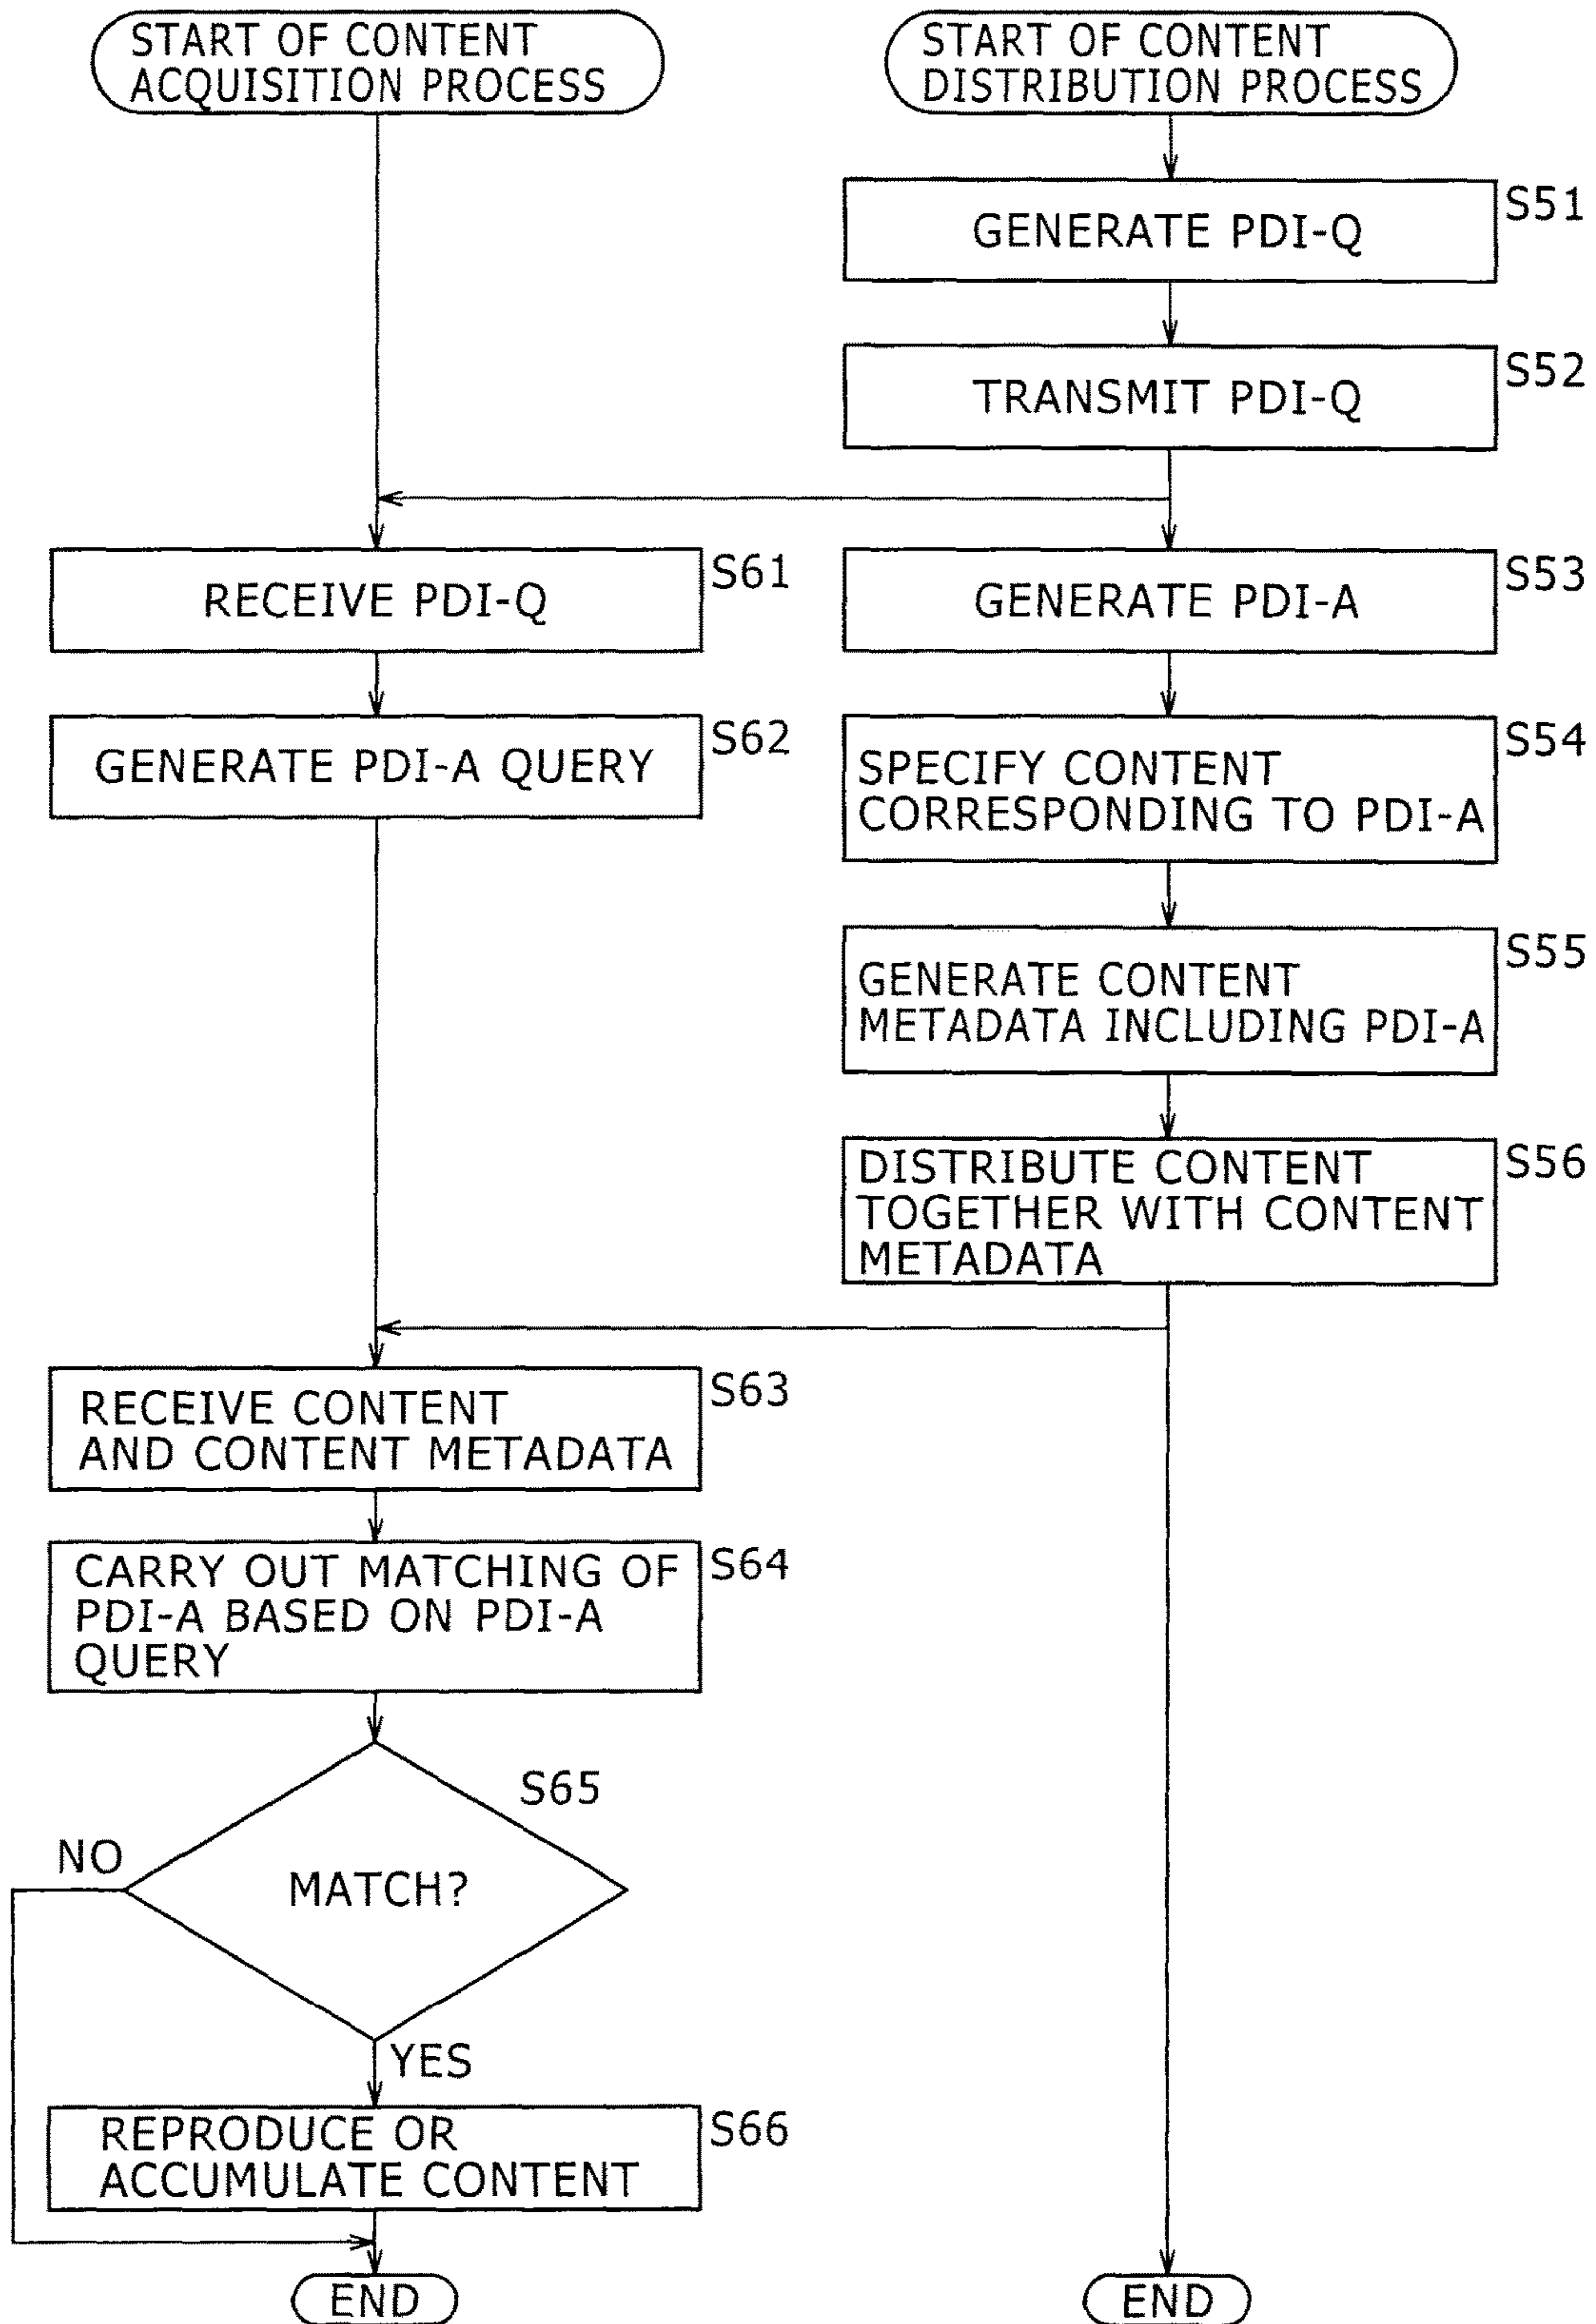 START OF CONTENT
ACQUISITION PROCESS
START OF CONTENT
DISTRIBUTION PROCESS
S51
GENERATE PDI-Q
S52
TRANSMIT PDI-Q
S61
RECEIVE PDI-Q
S53
GENERATE PDI-A
S62
GENERATE PDI-A QUERY
S54
SPECIFY CONTENT
CORRESPONDING TO PDI-A
S55
GENERATE CONTENT
METADATA INCLUDING PDI-A
S56
DISTRIBUTE CONTENT
TOGETHER WITH CONTENT
METADATA
S63
RECEIVE CONTENT
AND CONTENT METADATA
S64
CARRY OUT MATCHING OF
PDI-A BASED ON PDI-A
QUERY
S65
NO
MATCH?
YES
S66
REPRODUCE OR
ACCUMULATE CONTENT
END
END